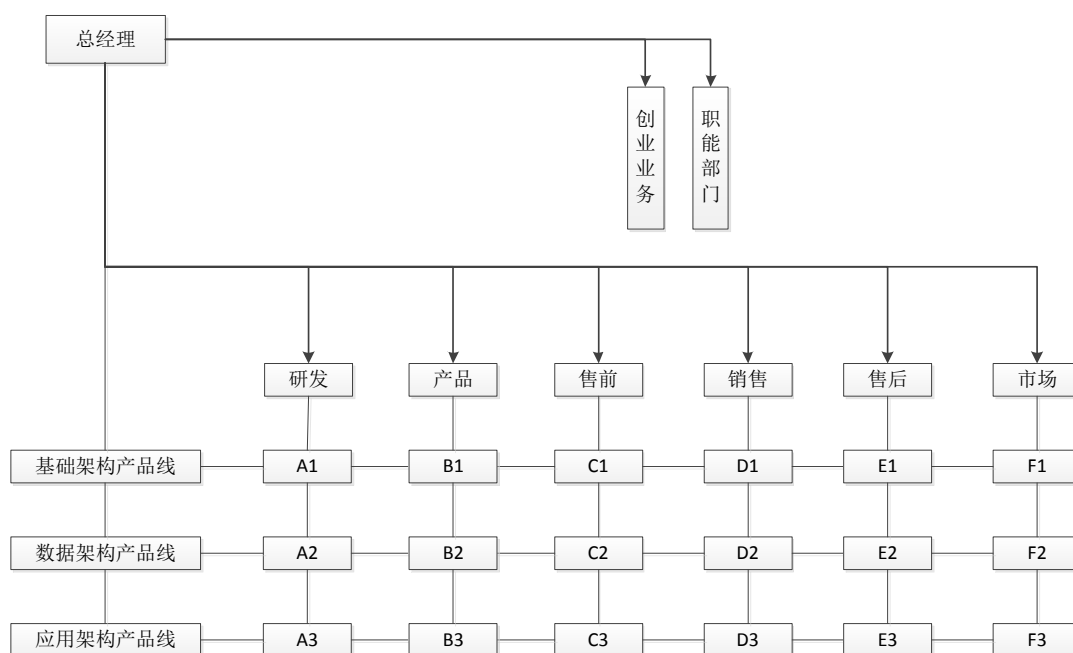 总经理
创业业务
职能部门
研发 产品 售前 销售 售后 市场
基础架构产品线 A1 B1 C1 D1 E1 F1
数据架构产品线 A2 B2 C2 D2 E2 F2
应用架构产品线 A3 B3 C3 D3 E3 F3